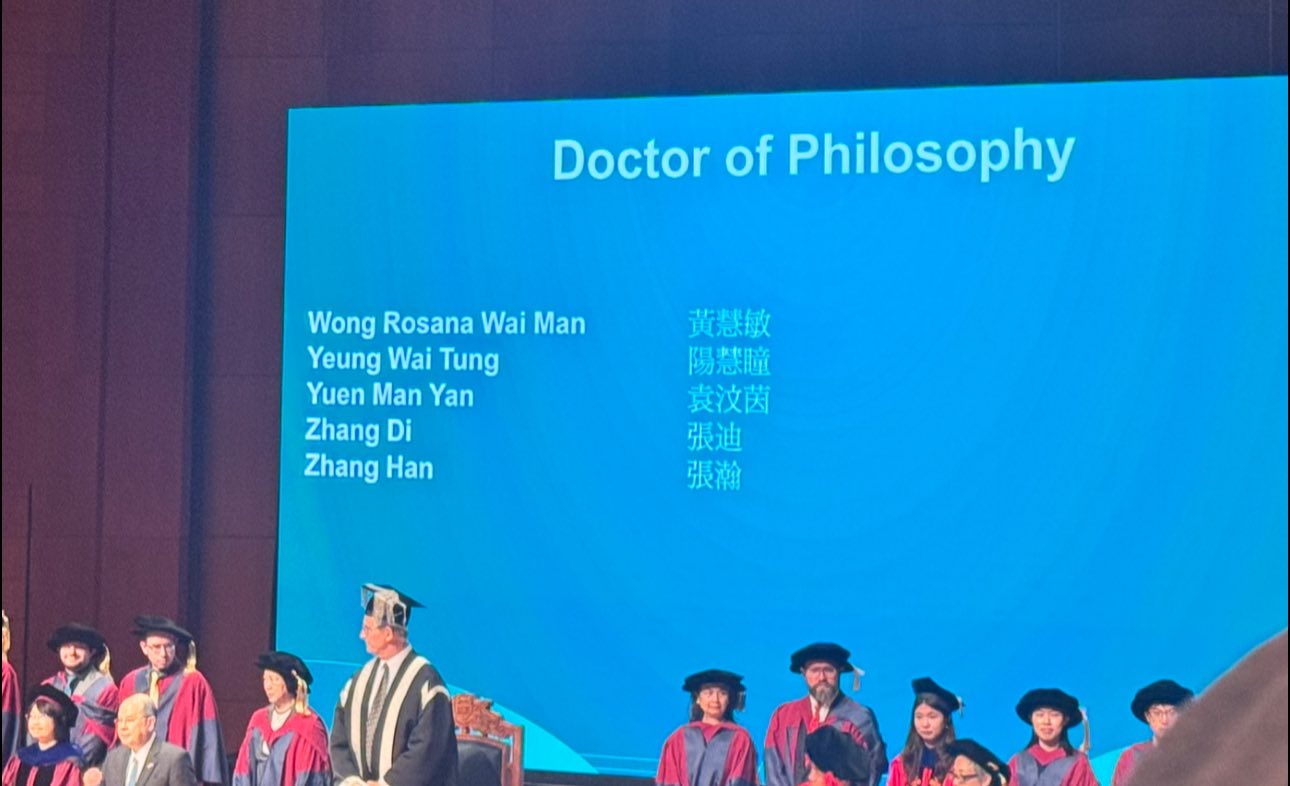 Doctor of Philosophy
Wong Rosana Wai Man 黃慧敏
Yeung Wai Tung 陽慧瞳
Yuen Man Yan 袁汶茵
Zhang Di 張迪
Zhang Han 張瀚